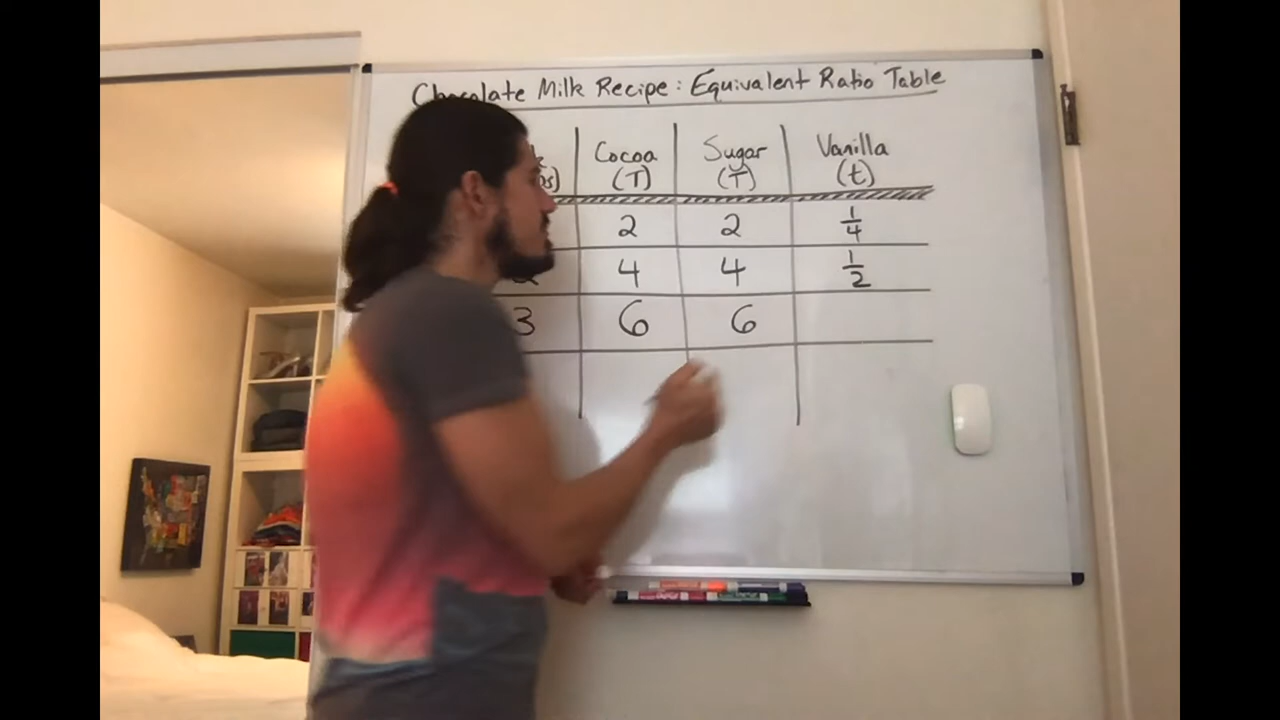 Chocolate Milk Recipe: Equivalent Ratio Table
Cocoa (T) Sugar (T) Vanilla (t)
2 2 1/4
4 4 1/2
3 6 6